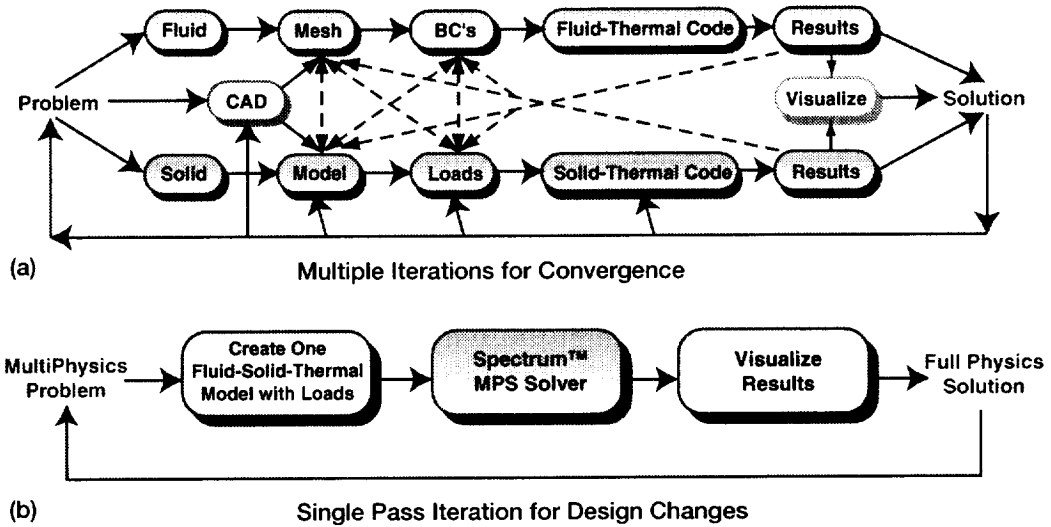 Fluid
Mesh
BC's
Fluid-Thermal Code
Results
Problem
CAD
Visualize
Solution
Solid
Model
Loads
Solid-Thermal Code
Results
(a)
Multiple Iterations for Convergence
MultiPhysics
Problem
Create One
Fluid-Solid-Thermal
Model with Loads
Spectrum™
MPS Solver
Visualize
Results
Full Physics
Solution
(b)
Single Pass Iteration for Design Changes